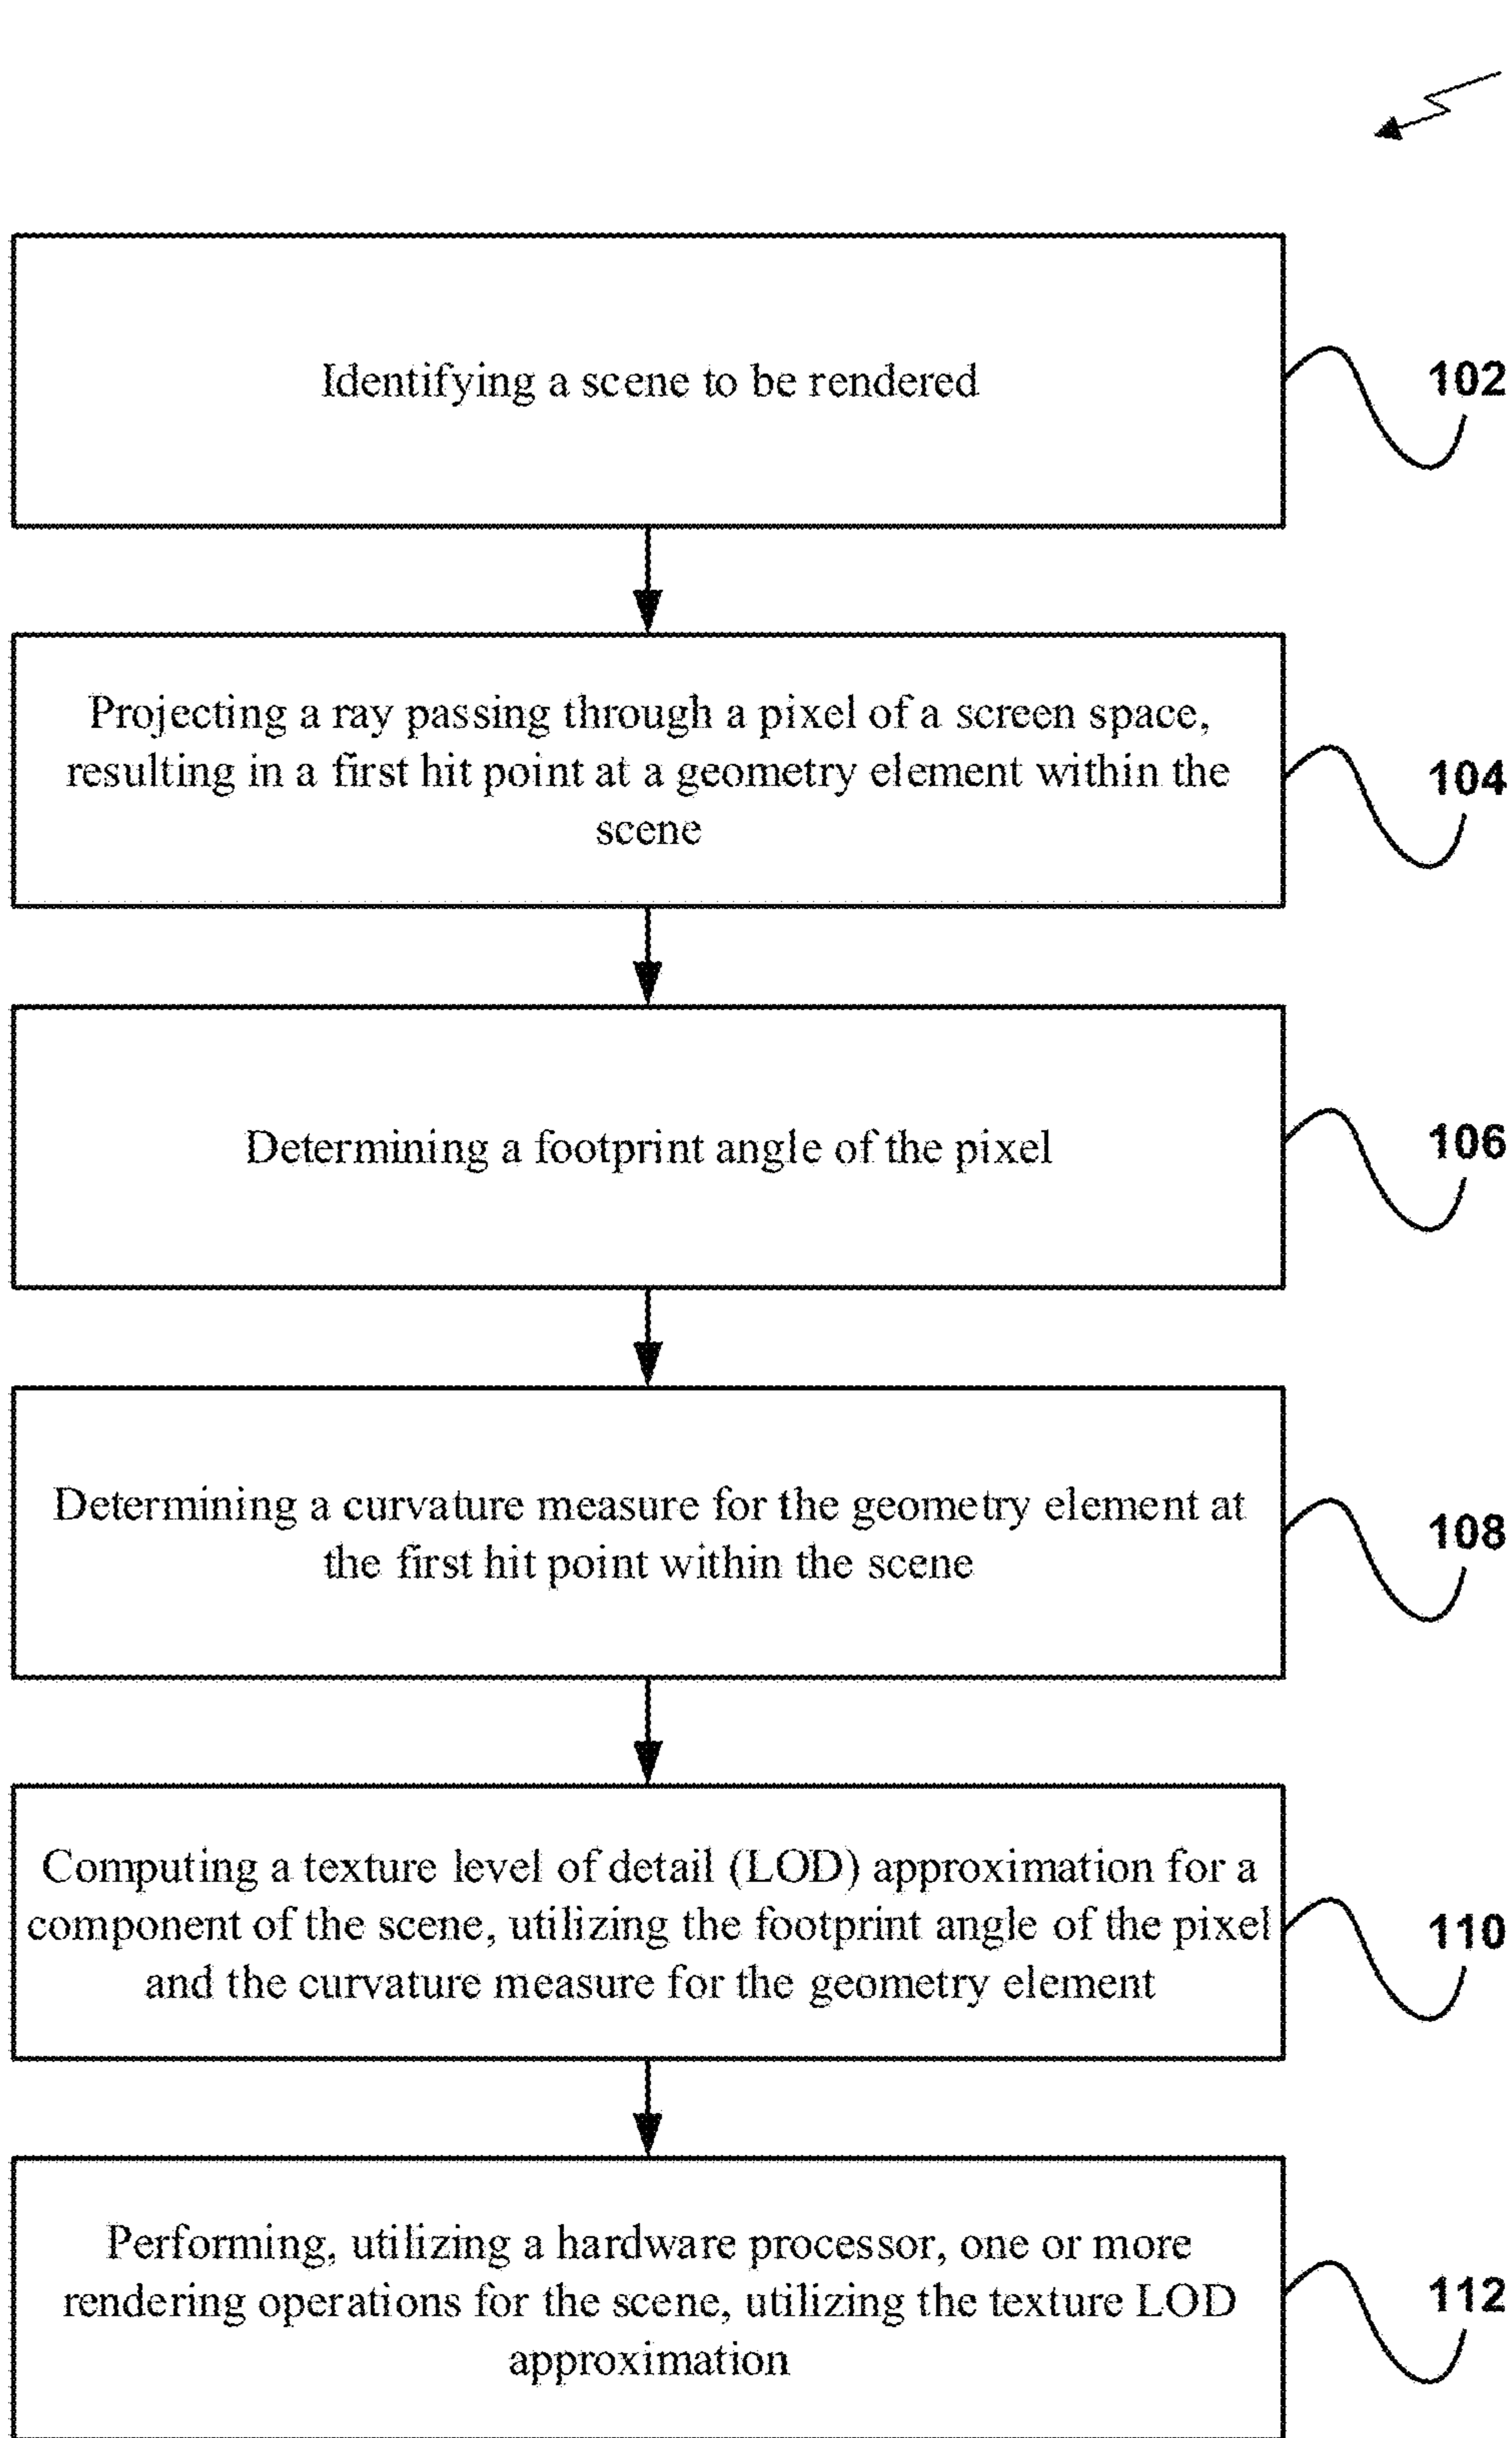 Identifying a scene to be rendered
102
Projecting a ray passing through a pixel of a screen space,
resulting in a first hit point at a geometry element within the
scene
104
Determining a footprint angle of the pixel
106
Determining a curvature measure for the geometry element at
the first hit point within the scene
108
Computing a texture level of detail (LOD) approximation for a
component of the scene, utilizing the footprint angle of the pixel
and the curvature measure for the geometry element
110
Performing, utilizing a hardware processor, one or more
rendering operations for the scene, utilizing the texture LOD
approximation
112